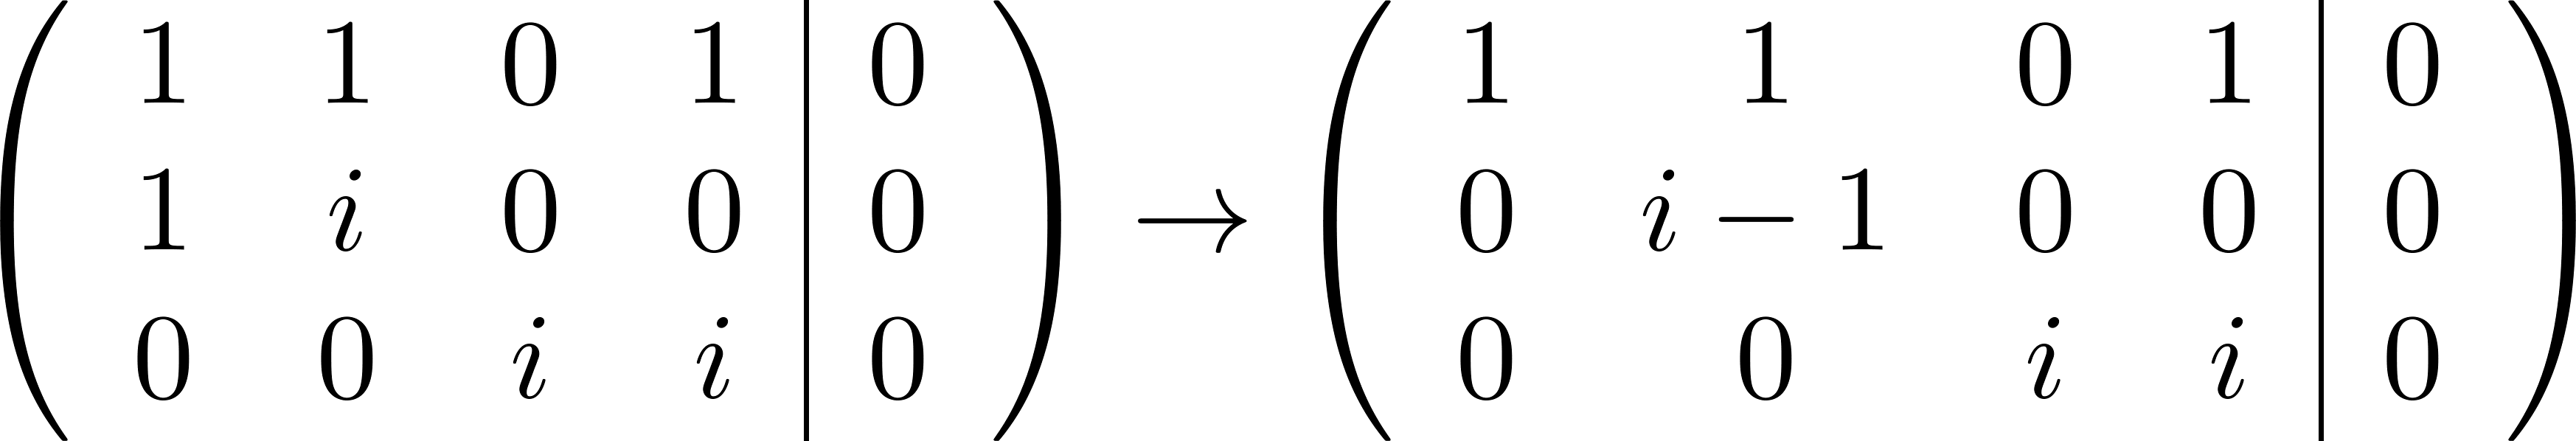 1 1 0 1 | 0 1 1 0 1 | 0
1 i 0 0 | 0 → 0 i − 1 0 0 | 0
0 0 i i | 0 0 0 i i | 0